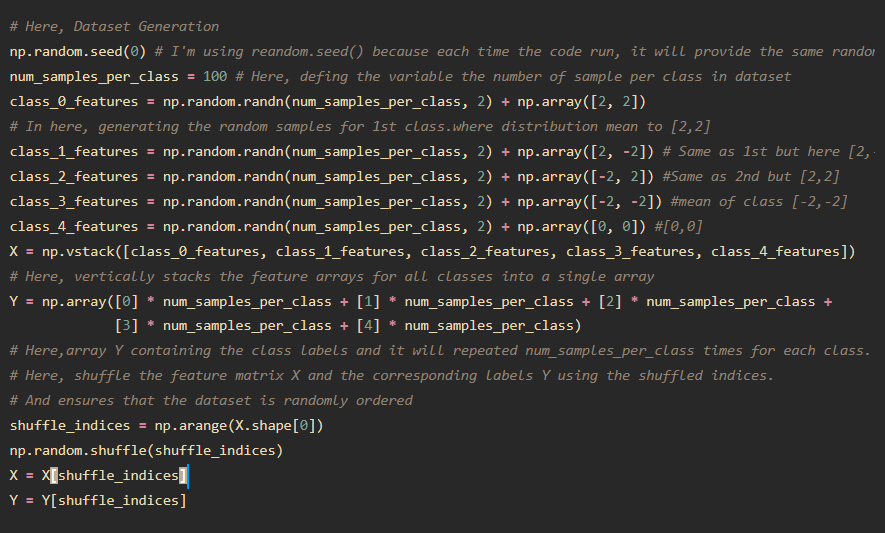 # Here, Dataset Generation
np.random.seed(0) # I'm using reandom.seed() because each time the code run, it will provide the same random
num_samples_per_class = 100 # Here, defing the variable the number of sample per class in dataset
class_0_features = np.random.randn(num_samples_per_class, 2) + np.array([2, 2])
# In here, generating the random samples for 1st class.where distribution mean to [2,2]
class_1_features = np.random.randn(num_samples_per_class, 2) + np.array([2, -2]) # Same as 1st but here [2,-
class_2_features = np.random.randn(num_samples_per_class, 2) + np.array([-2, 2]) #Same as 2nd but [2,2]
class_3_features = np.random.randn(num_samples_per_class, 2) + np.array([-2, -2]) #mean of class [-2,-2]
class_4_features = np.random.randn(num_samples_per_class, 2) + np.array([0, 0]) #[0,0]
X = np.vstack([class_0_features, class_1_features, class_2_features, class_3_features, class_4_features])
# Here, vertically stacks the feature arrays for all classes into a single array
Y = np.array([0] * num_samples_per_class + [1] * num_samples_per_class + [2] * num_samples_per_class +
[3] * num_samples_per_class + [4] * num_samples_per_class)
# Here,array Y containing the class labels and it will repeated num_samples_per_class times for each class.
# Here, shuffle the feature matrix X and the corresponding labels Y using the shuffled indices.
# And ensures that the dataset is randomly ordered
shuffle_indices = np.arange(X.shape[0])
np.random.shuffle(shuffle_indices)
X = X[shuffle_indices]
Y = Y[shuffle_indices]